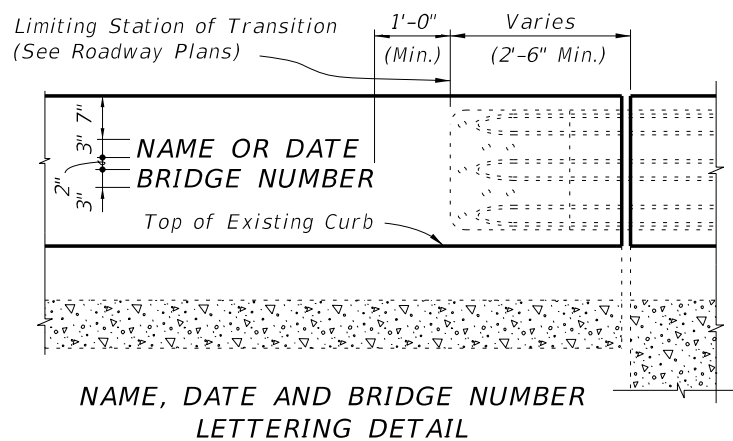 Limiting Station of Transition
(See Roadway Plans)
1'-0"
(Min.)
Varies
(2'-6" Min.)
7"
3"
2"
3"
NAME OR DATE
BRIDGE NUMBER
Top of Existing Curb
NAME, DATE AND BRIDGE NUMBER
LETTERING DETAIL